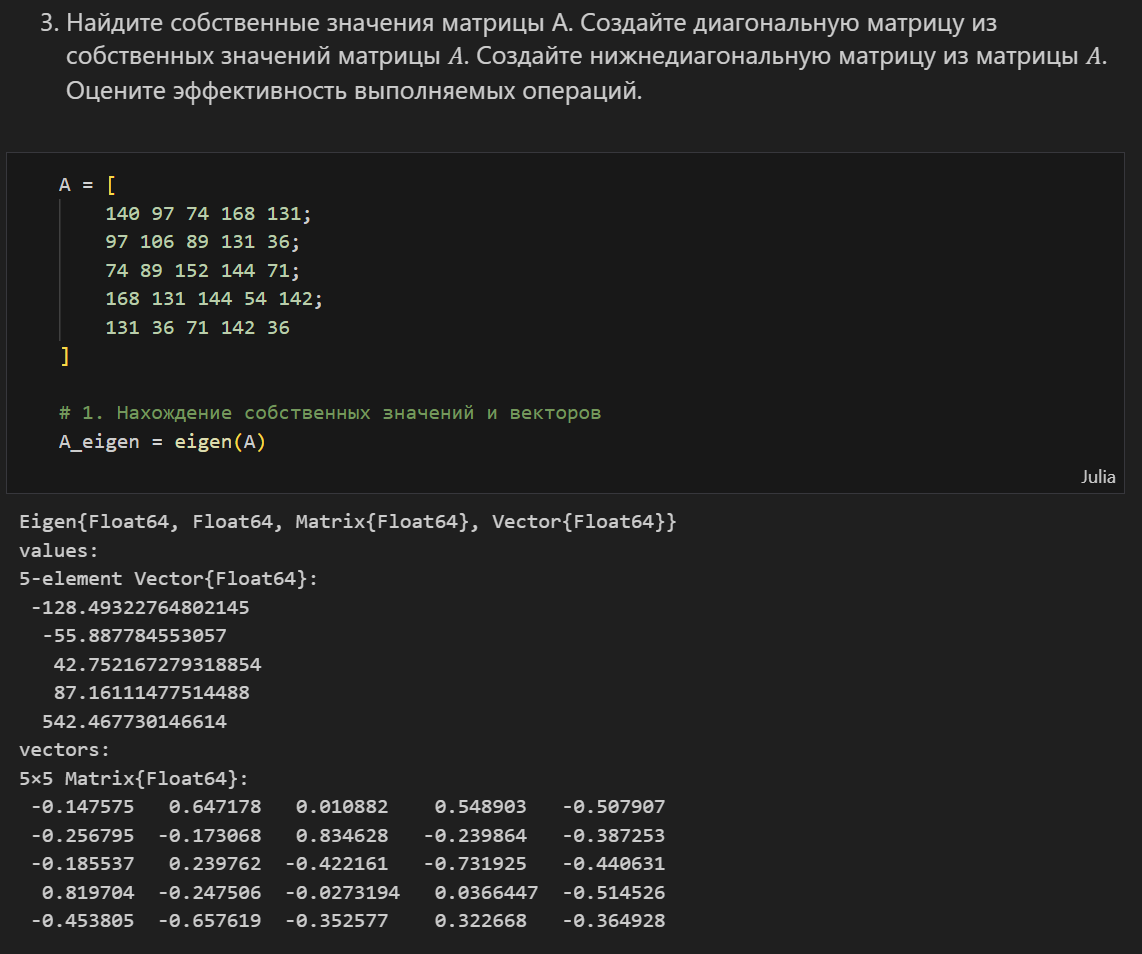 3. Найдите собственные значения матрицы А. Создайте диагональную матрицу из
собственных значений матрицы A. Создайте нижнедиагональную матрицу из матрицы A.
Оцените эффективность выполняемых операций.
A = [
140 97 74 168 131;
97 106 89 131 36;
74 89 152 144 71;
168 131 144 54 142;
131 36 71 142 36
]
# 1. Нахождение собственных значений и векторов
A_eigen = eigen(A)
Julia
Eigen{Float64, Float64, Matrix{Float64}, Vector{Float64}}
values:
5-element Vector{Float64}:
-128.49322764802145
-55.887784553057
42.752167279318854
87.16111477514488
542.467730146614
vectors:
5×5 Matrix{Float64}:
-0.147575 0.647178 0.010882 0.548903 -0.507907
-0.256795 -0.173068 0.834628 -0.239864 -0.387253
-0.185537 0.239762 -0.422161 -0.731925 -0.440631
0.819704 -0.247506 -0.0273194 0.0366447 -0.514526
-0.453805 -0.657619 -0.352577 0.322668 -0.364928